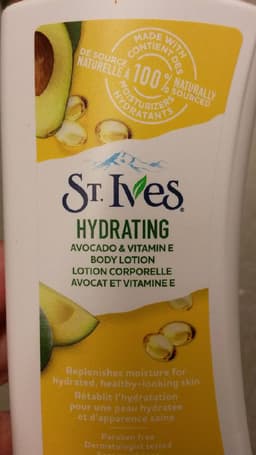 MADE WITH
100%
NATURALLY
SOURCED
MOISTURIZERS
CONTIENT DES
HYDRATANTS
DE SOURCE
NATURELLE À
ST. IVES®
HYDRATING
AVOCADO & VITAMIN E
BODY LOTION
LOTION CORPORELLE
AVOCAT ET VITAMINE E
Replenishes moisture for
hydrated, healthy-looking skin
Rétablit l'hydratation
pour une peau hydratée
et d'apparence saine
Paraben free
Dermatologist tested